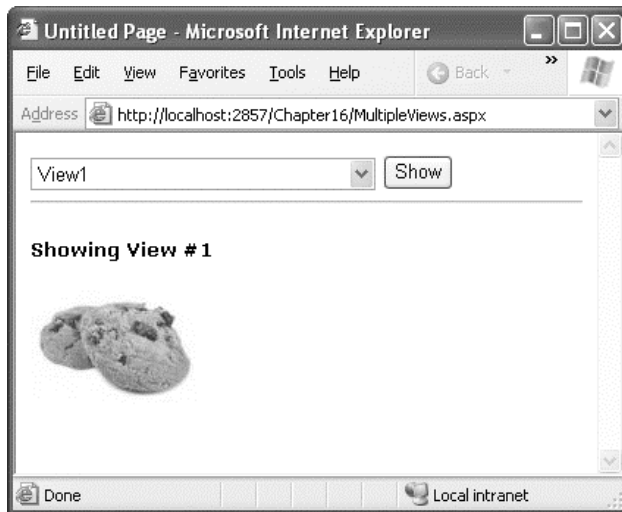 Untitled Page - Microsoft Internet Explorer
File Edit View Favorites Tools Help Back »
Address http://localhost:2857/Chapter16/MultipleViews.aspx
View1 Show
Showing View #1
Done Local intranet